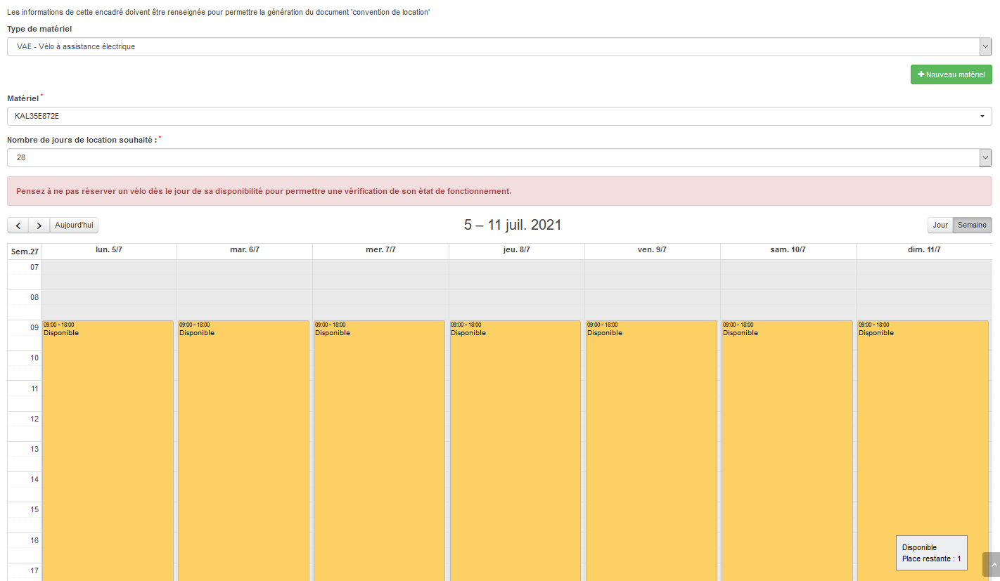 Les informations de cette encadré doivent être renseignée pour permettre la génération du document 'convention de location'
Type de matériel
VAE - Vélo à assistance électrique
Nouveau matériel
Matériel *
KAL35E872E
Nombre de jours de location souhaité : *
28
Pensez à ne pas réserver un vélo dès le jour de sa disponibilité pour permettre une vérification de son état de fonctionnement.
Aujourd'hui
5 – 11 juil. 2021
Jour Semaine
Sem.27 lun. 5/7 mar. 6/7 mer. 7/7 jeu. 8/7 ven. 9/7 sam. 10/7 dim. 11/7
07
08
09:00 - 18:00 09:00 - 18:00 09:00 - 18:00 09:00 - 18:00 09:00 - 18:00 09:00 - 18:00 09:00 - 18:00
09
Disponible Disponible Disponible Disponible Disponible Disponible Disponible
10
11
12
13
14
15
16
Disponible
Place restante : 1
17